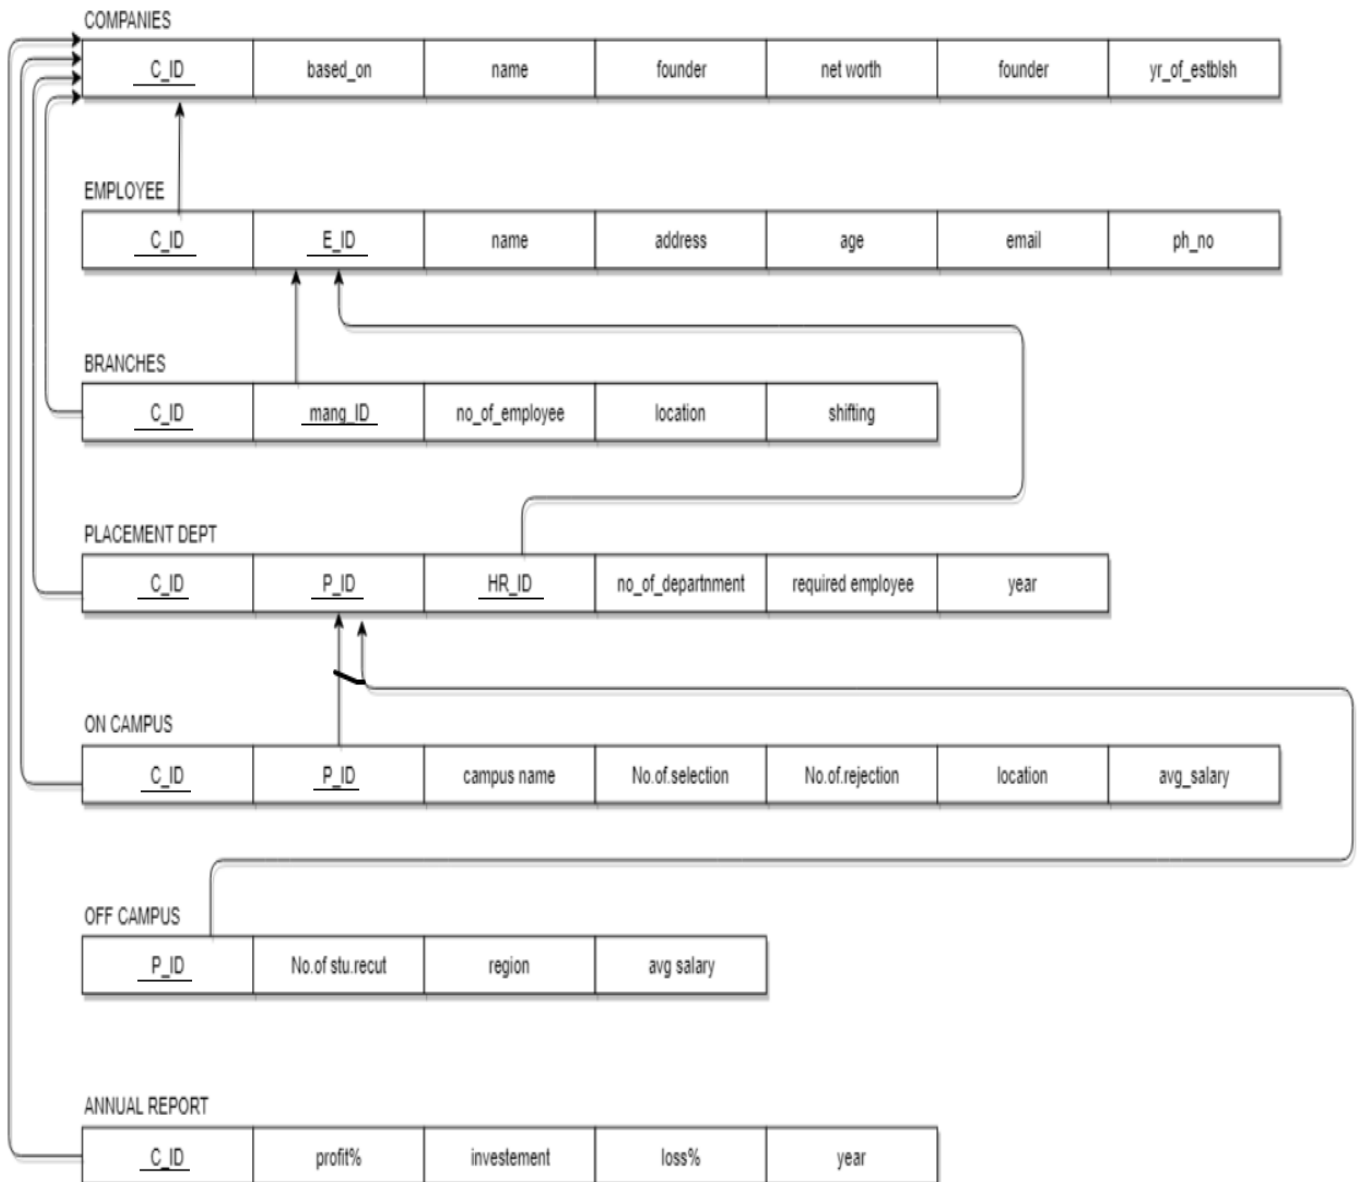 COMPANIES
C_ID based_on name founder net worth founder yr_of_estblsh
EMPLOYEE
C_ID E_ID name address age email ph_no
BRANCHES
C_ID mang_ID no_of_employee location shifting
PLACEMENT DEPT
C_ID P_ID HR_ID no_of_departnment required employee year
ON CAMPUS
C_ID P_ID campus name No.of.selection No.of.rejection location avg_salary
OFF CAMPUS
P_ID No.of stu.recut region avg salary
ANNUAL REPORT
C_ID profit% investement loss% year